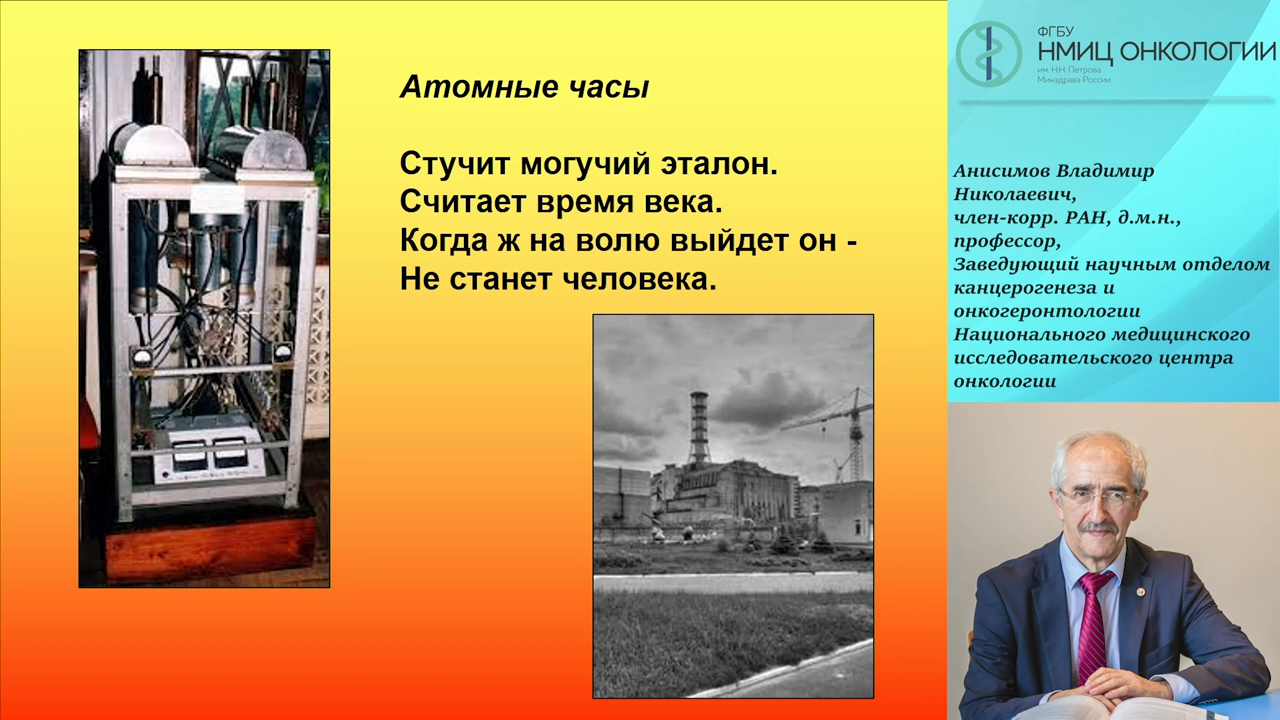 Атомные часы
Стучит могучий эталон.
Считает время века.
Когда ж на волю выйдет он -
Не станет человека.
ФГБУ
НМИЦ ОНКОЛОГИИ
им. Н.Н. Петрова
Минздрава России
Анисимов Владимир
Николаевич,
член-корр. РАН, д.м.н.,
профессор,
Заведующий научным отделом
канцерогенеза и
онкогеронтологии
Национального медицинского
исследовательского центра
онкологии